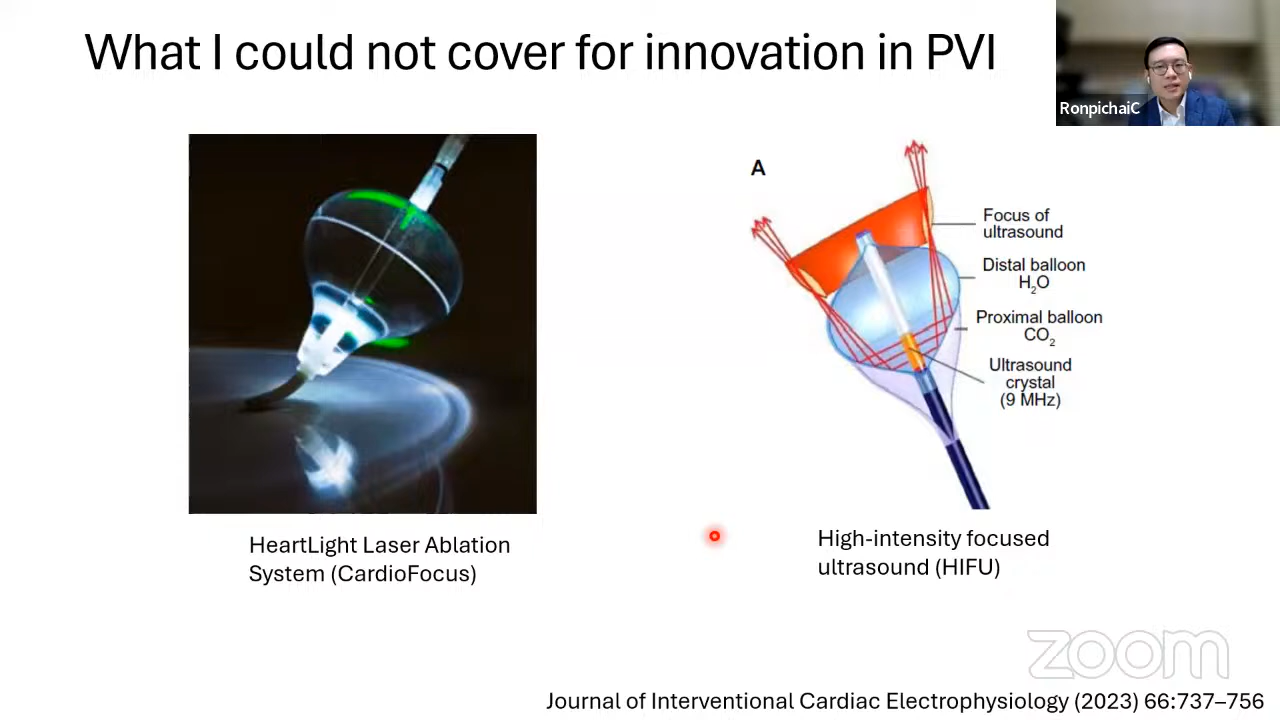 What I could not cover for innovation in PVI
RonpichaiC
A
Focus of
ultrasound
Distal balloon
H₂O
Proximal balloon
CO₂
Ultrasound
crystal
(9 MHz)
HeartLight Laser Ablation
System (CardioFocus)
High-intensity focused
ultrasound (HIFU)
zoom
Journal of Interventional Cardiac Electrophysiology (2023) 66:737–756